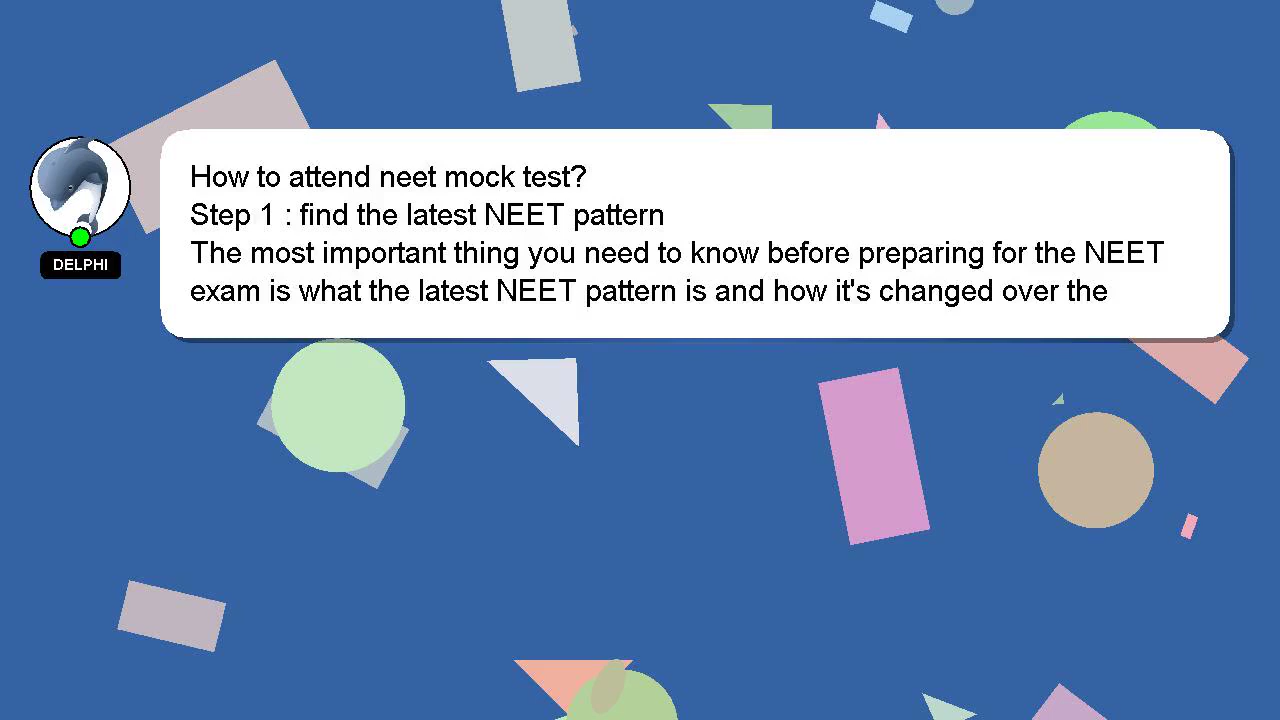 How to attend neet mock test?
Step 1 : find the latest NEET pattern
The most important thing you need to know before preparing for the NEET
exam is what the latest NEET pattern is and how it's changed over the
DELPHI